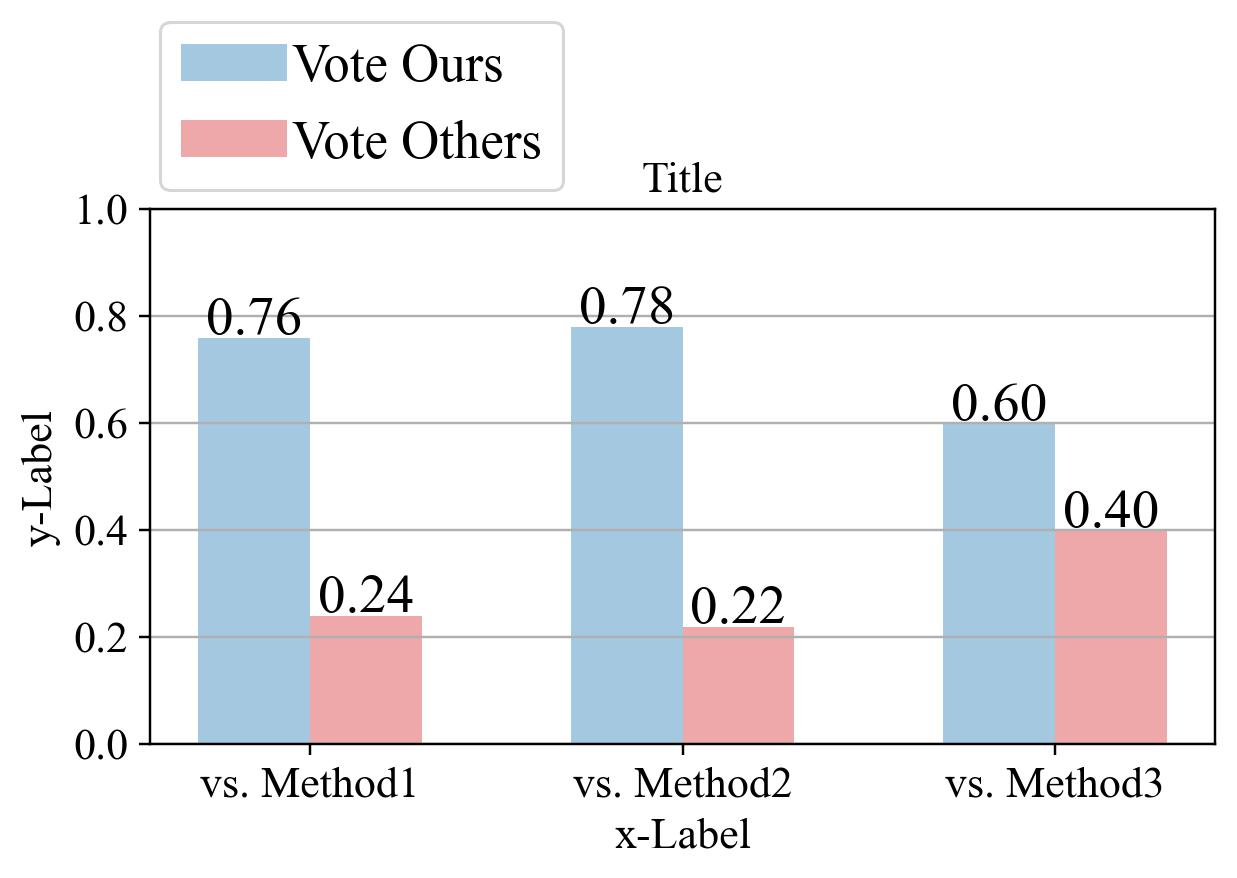 Vote Ours
Vote Others
Title
1.0
0.8
0.6
0.4
0.2
0.0
y-Label
0.76
0.24
0.78
0.22
0.60
0.40
vs. Method1
vs. Method2
vs. Method3
x-Label